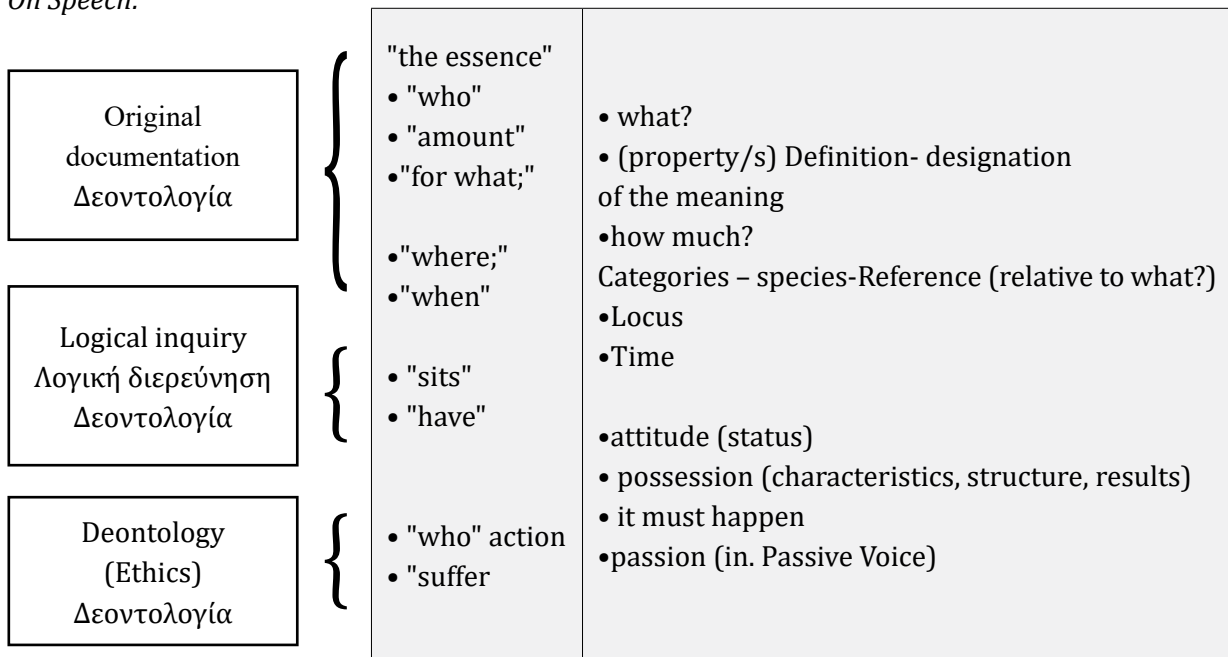 On Speech.
Original
documentation
Δεοντολογία
Logical inquiry
Λογική διερεύνηση
Δεοντολογία
Deontology
(Ethics)
Δεοντολογία
"the essence"
• "who"
• "amount"
•"for what;"
•"where;"
•"when"
• "sits"
• "have"
• "who" action
• "suffer
• what?
• (property/s) Definition- designation
of the meaning
•how much?
Categories – species-Reference (relative to what?)
•Locus
•Time
•attitude (status)
• possession (characteristics, structure, results)
• it must happen
•passion (in. Passive Voice)